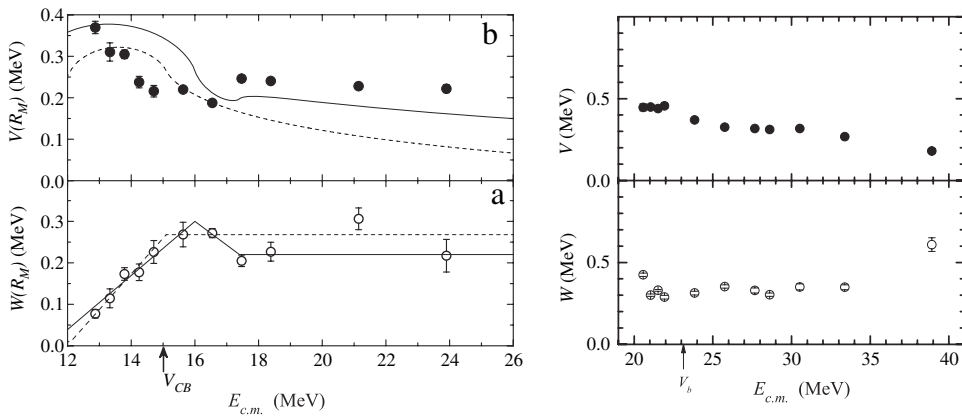 0.4
0.3
0.2
0.1
0.0
V(R_M) (MeV)
b
0.3
0.2
0.1
0.0
W(R_M) (MeV)
a
12 14 16 18 20 22 24 26
V_CB
E_c.m. (MeV)
1.0
0.5
0.0
V (MeV)
0.5
0.0
W (MeV)
20 25 30 35 40
V_b
E_c.m. (MeV)